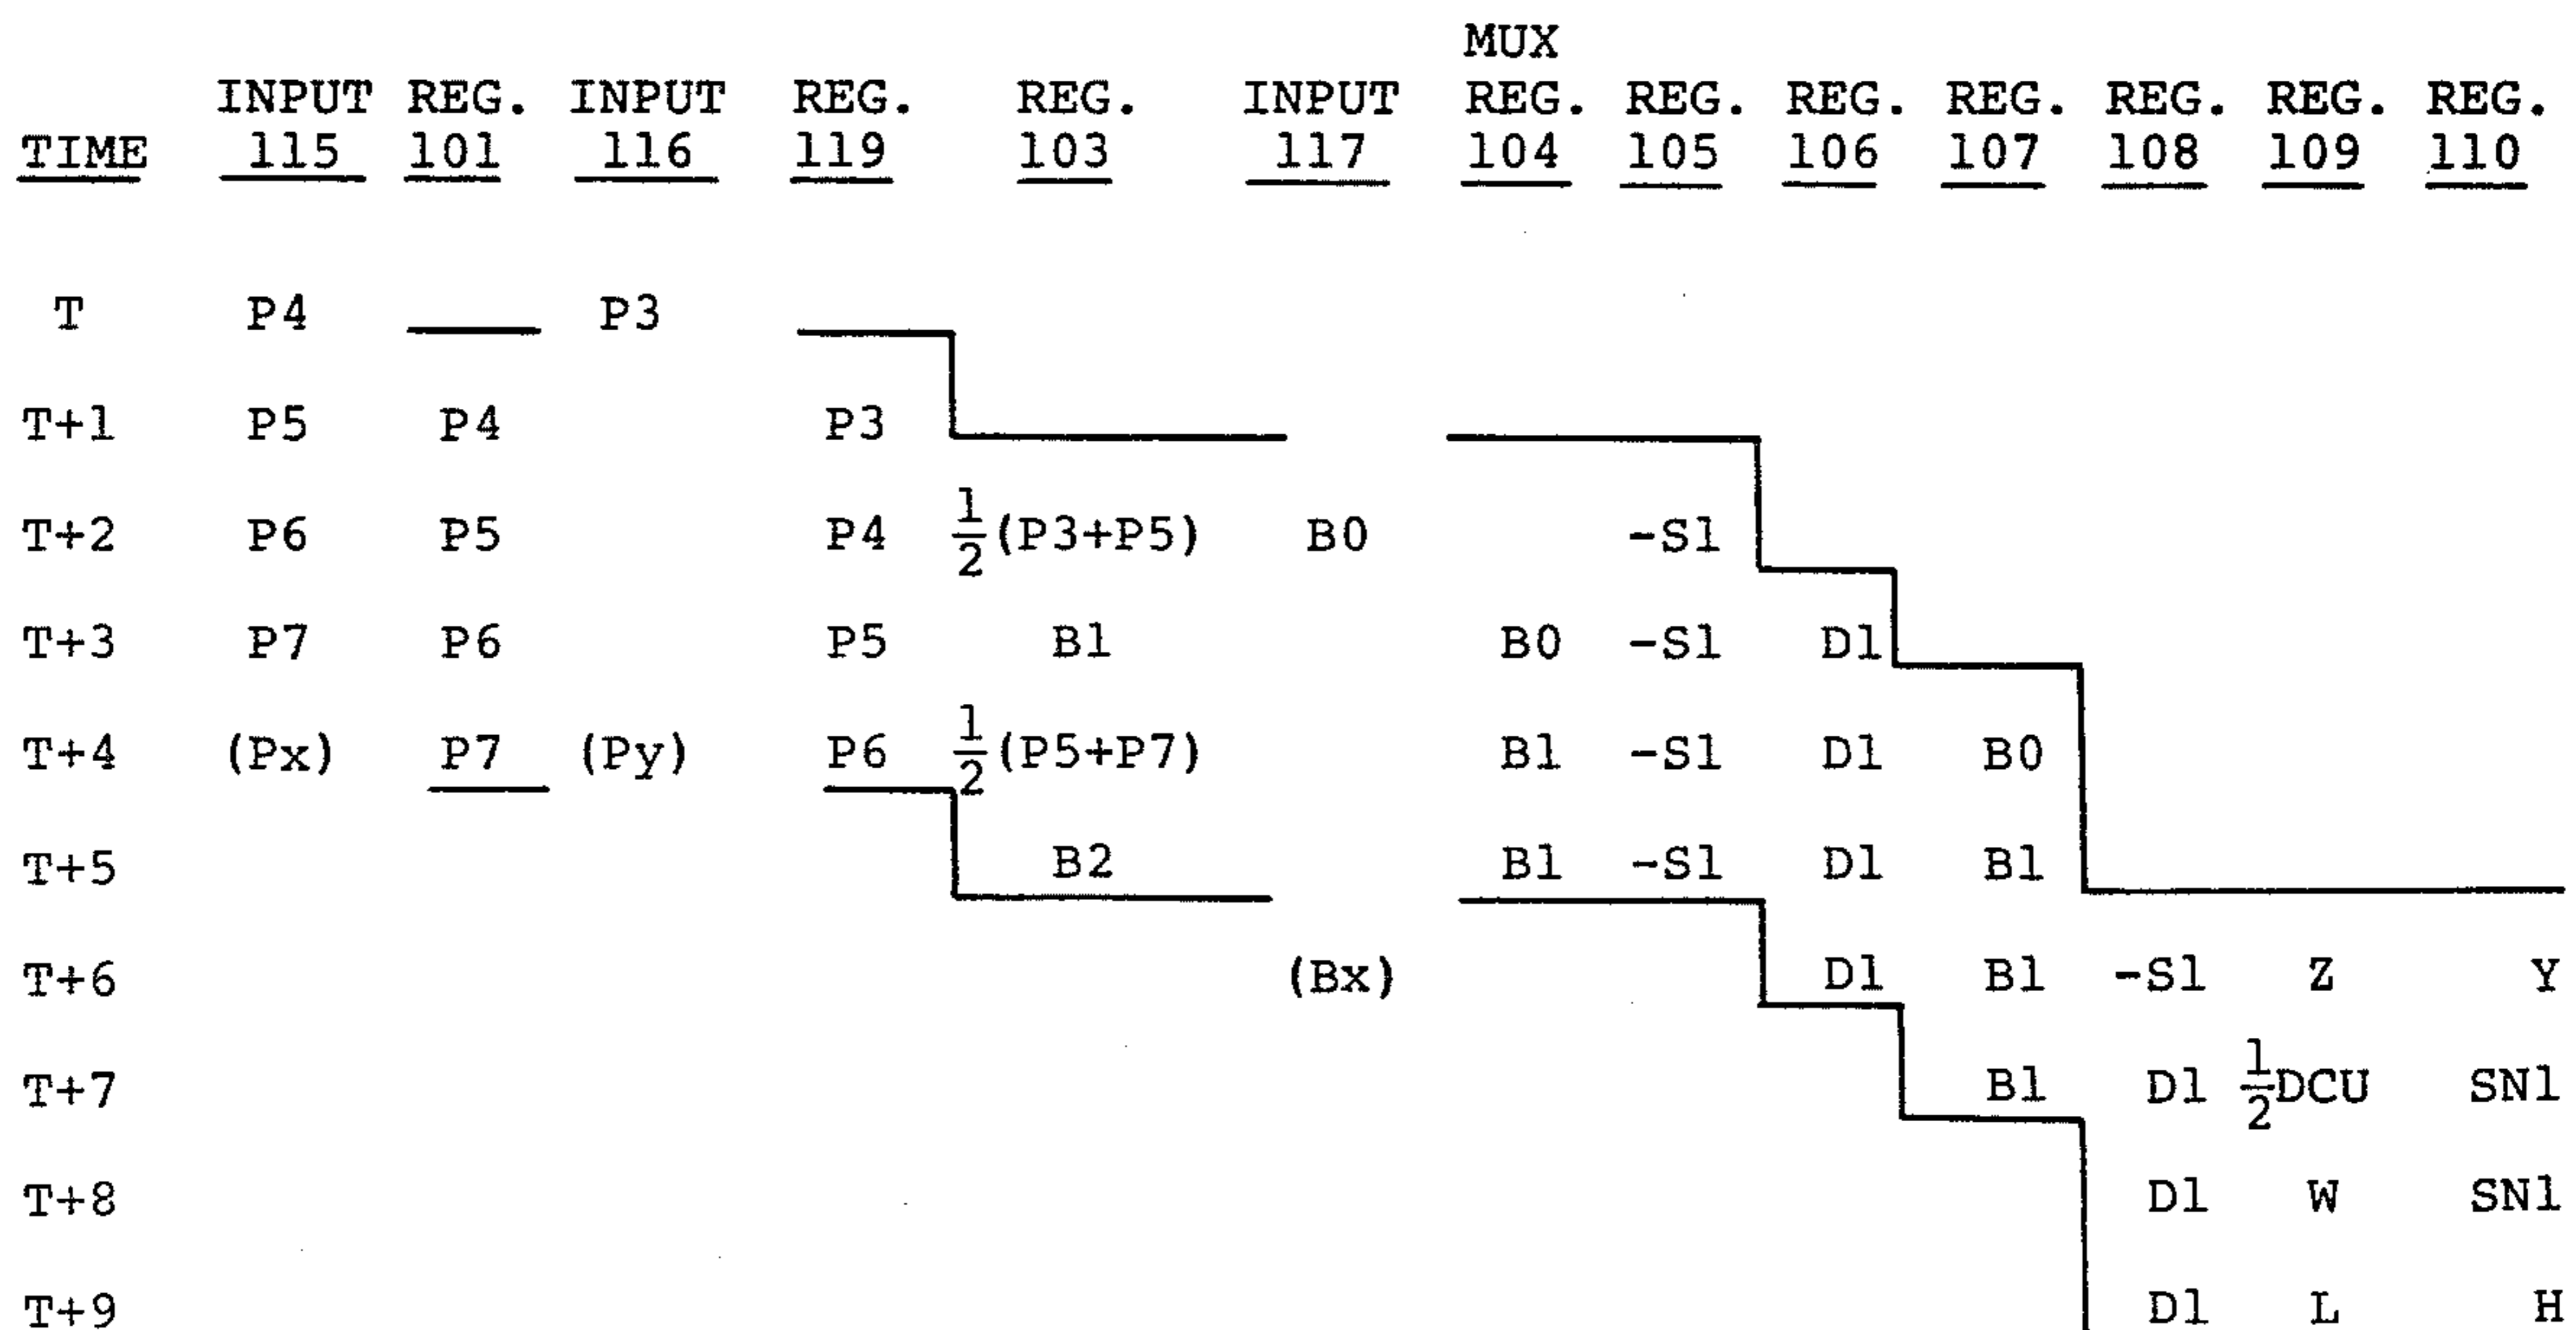 MUX
INPUT REG. INPUT REG. REG. INPUT REG. REG. REG. REG. REG. REG. REG.
TIME 115 101 116 119 103 117 104 105 106 107 108 109 110
T P4 P3
T+1 P5 P4 P3
T+2 P6 P5 P4 1/2(P3+P5) B0 -S1
T+3 P7 P6 P5 B1 B0 -S1 D1
T+4 (Px) P7 (Py) P6 1/2(P5+P7) B1 -S1 D1 B0
T+5 B2 B1 -S1 D1 B1
T+6 (Bx) D1 B1 -S1 Z Y
T+7 B1 D1 1/2DCU SN1
T+8 D1 W SN1
T+9 D1 L H